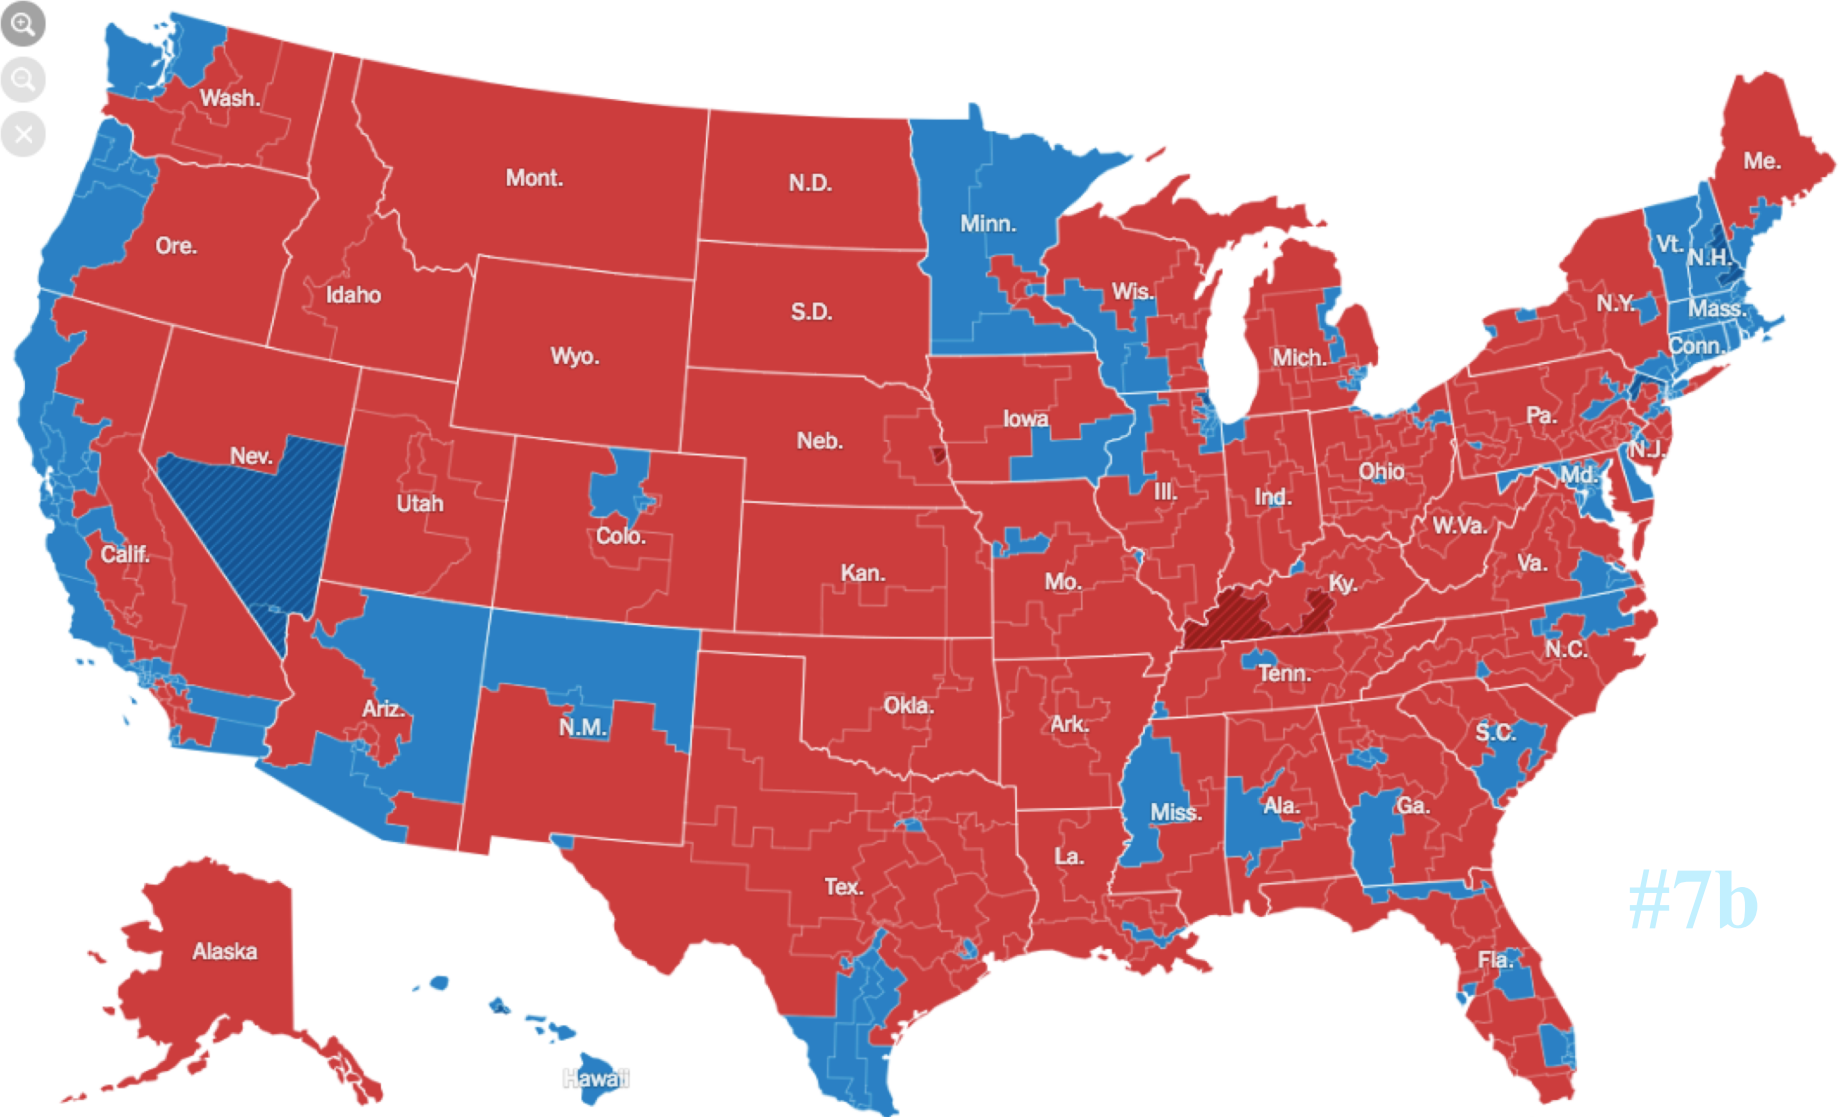 Wash.
Mont.
N.D.
Me.
Minn.
Ore.
Vt.
N.H.
Idaho
Wis.
S.D.
N.Y.
Mass.
Conn.
Wyo.
Mich.
Iowa
Pa.
Neb.
N.J.
Nev.
Ohio
Md.
Ill.
Ind.
Utah
W.Va.
Colo.
Calif.
Va.
Kan.
Mo.
Ky.
N.C.
Tenn.
Ariz.
Okla.
N.M.
Ark.
S.C.
Miss.
Ala.
Ga.
La.
Tex.
#7b
Alaska
Fla.
Hawaii